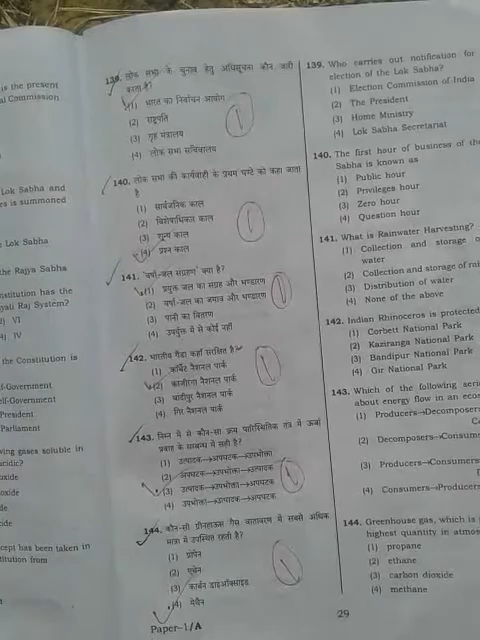 is the present
al Commission
Lok Sabha and
es is summoned
Lok Sabha
the Rajya Sabha
nstitution has the
yati Raj System?
VI
IV
the Constitution is
lf-Government
elf-Government
President
Parliament
wing gases soluble in
acidic?
oxide
oxide
de
oxide
cept has been taken in
titution from
139. लोक सभा के चुनाव हेतु अधिसूचना कौन जारी
करता है?
(1) भारत का निर्वाचन आयोग
(2) राष्ट्रपति
(3) गृह मंत्रालय
(4) लोक सभा सचिवालय
140. लोक सभा की कार्यवाही के प्रथम घण्टे को कहा जाता
है
(1) सार्वजनिक काल
(2) विशेषाधिकार काल
(3) शून्य काल
(4) प्रश्न काल
141. 'वर्षा-जल संग्रहण' क्या है?
(1) प्रयुक्त जल का संग्रह और भण्डारण
(2) वर्षा-जल का जमाव और भण्डारण
(3) पानी का वितरण
(4) उपर्युक्त में से कोई नहीं
142. भारतीय गैंडा कहाँ संरक्षित है?
(1) कॉर्बेट नैशनल पार्क
(2) काजीरंगा नैशनल पार्क
(3) बांदीपुर नैशनल पार्क
(4) गिर नैशनल पार्क
143. निम्न में से कौन-सा क्रम पारिस्थितिक तंत्र में ऊर्जा
प्रवाह के सम्बन्ध में सही है?
(1) उत्पादक→अपघटक→उपभोक्ता
(2) अपघटक→उपभोक्ता→उत्पादक
(3) उत्पादक→उपभोक्ता→अपघटक
(4) उपभोक्ता→उत्पादक→अपघटक
144. कौन-सी ग्रीनहाऊस गैस वातावरण में सबसे अधिक
मात्रा में उपस्थित रहती है?
(1) प्रोपेन
(2) एथेन
(3) कार्बन डाइऑक्साइड
(4) मेथैन
Paper-1/A
139. Who carries out notification for
election of the Lok Sabha?
(1) Election Commission of India
(2) The President
(3) Home Ministry
(4) Lok Sabha Secretariat
140. The first hour of business of the
Sabha is known as
(1) Public hour
(2) Privileges hour
(3) Zero hour
(4) Question hour
141. What is Rainwater Harvesting?
(1) Collection and storage o
water
(2) Collection and storage of ra
(3) Distribution of water
(4) None of the above
142. Indian Rhinoceros is protected
(1) Corbett National Park
(2) Kaziranga National Park
(3) Bandipur National Park
(4) Gir National Park
143. Which of the following serie
about energy flow in an eco
(1) Producers→Decomposer
Co
(2) Decomposers→Consum
(3) Producers→Consumers
(4) Consumers→Producer
144. Greenhouse gas, which is
highest quantity in atmos
(1) propane
(2) ethane
(3) carbon dioxide
(4) methane
29